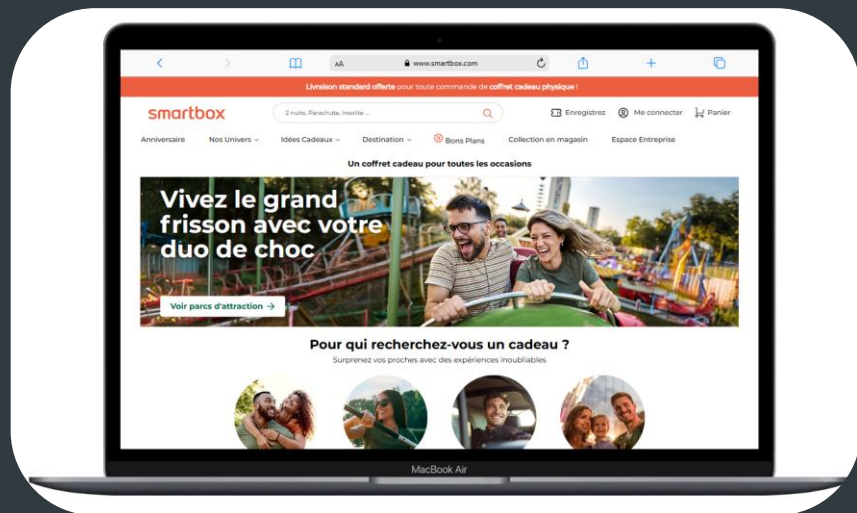 AA www.smartbox.com
Livraison standard offerte pour toute commande de coffret cadeau physique !
smartbox 2 nuits, Parachute, Insolite ... Enregistrez Me connecter Panier
Anniversaire Nos Univers Idées Cadeaux Destination Bons Plans Collection en magasin Espace Entreprise
Un coffret cadeau pour toutes les occasions
Vivez le grand
frisson avec votre
duo de choc
Voir parcs d'attraction →
Pour qui recherchez-vous un cadeau ?
Surprenez vos proches avec des expériences inoubliables
MacBook Air